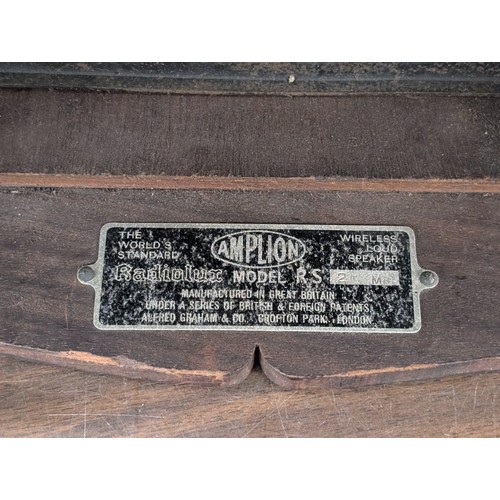 THE WORLD'S STANDARD
AMPLION
WIRELESS LOUD SPEAKER
Radiolux MODEL R.S. 2 M
MANUFACTURED IN GREAT BRITAIN
UNDER A SERIES OF BRITISH & FOREIGN PATENTS
ALFRED GRAHAM & CO. CROFTON PARK, LONDON.